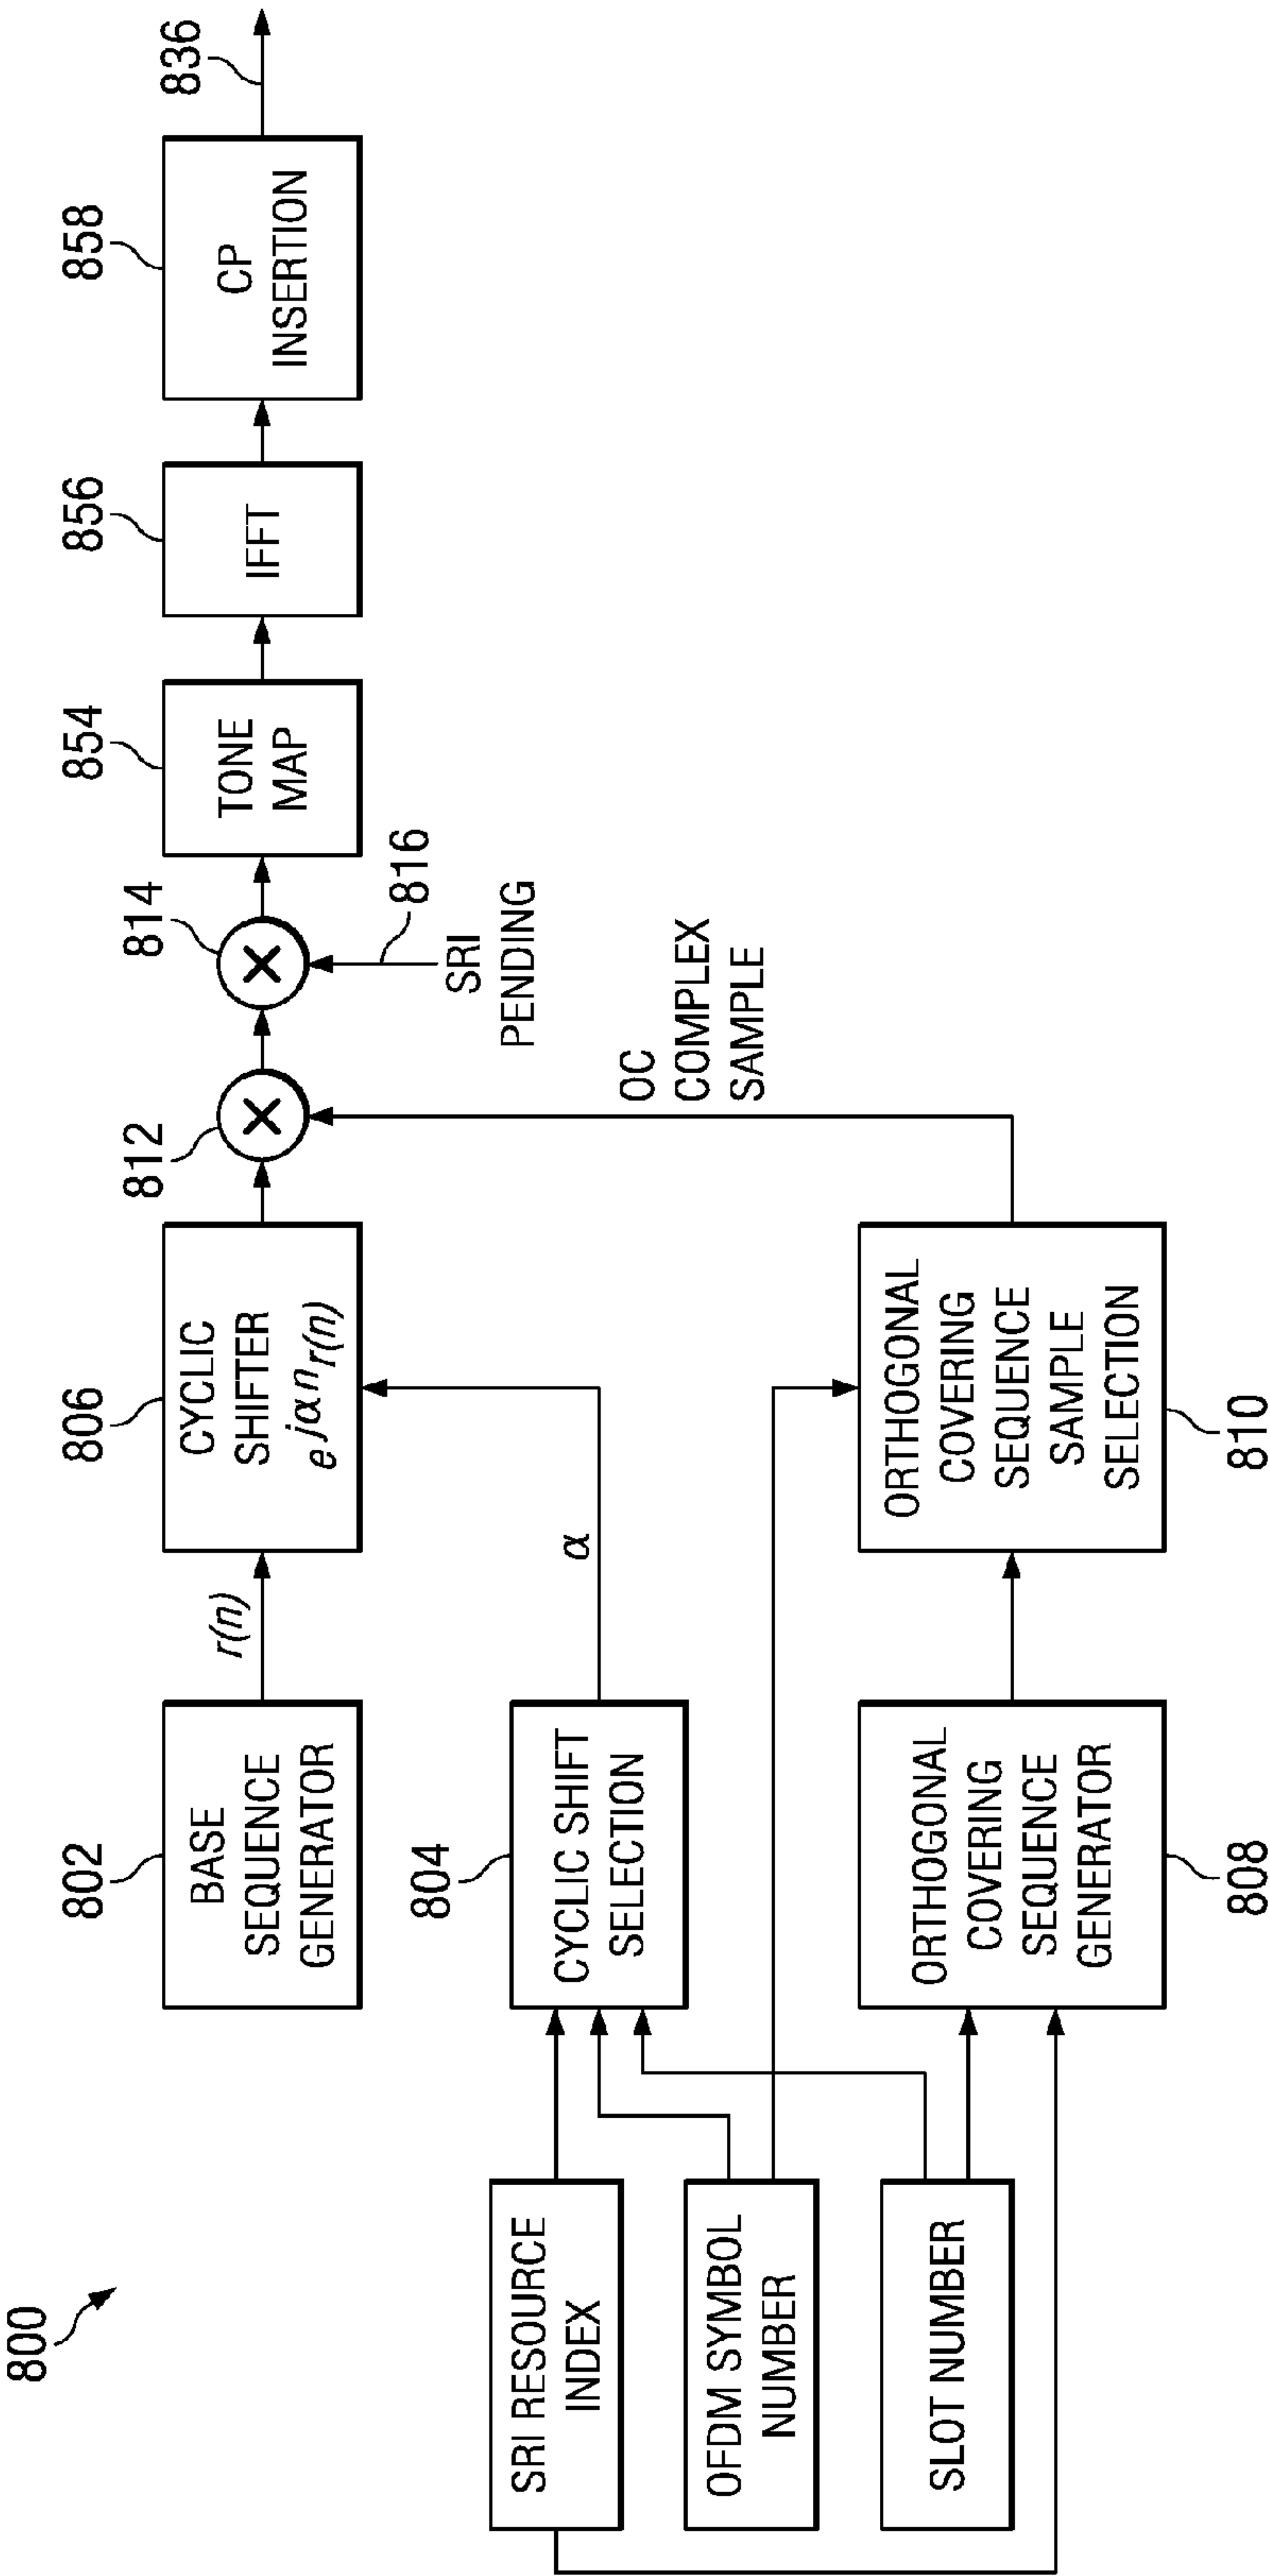 800
802
BASE
SEQUENCE
GENERATOR
r(n)
806
CYCLIC
SHIFTER
e^{jαn} r(n)
812
814
854
TONE
MAP
856
IFFT
858
CP
INSERTION
836
816
SRI
PENDING
OC
COMPLEX
SAMPLE
SRI RESOURCE
INDEX
804
CYCLIC SHIFT
SELECTION
α
OFDM SYMBOL
NUMBER
SLOT NUMBER
ORTHOGONAL
COVERING
SEQUENCE
GENERATOR
808
ORTHOGONAL
COVERING
SEQUENCE
SAMPLE
SELECTION
810